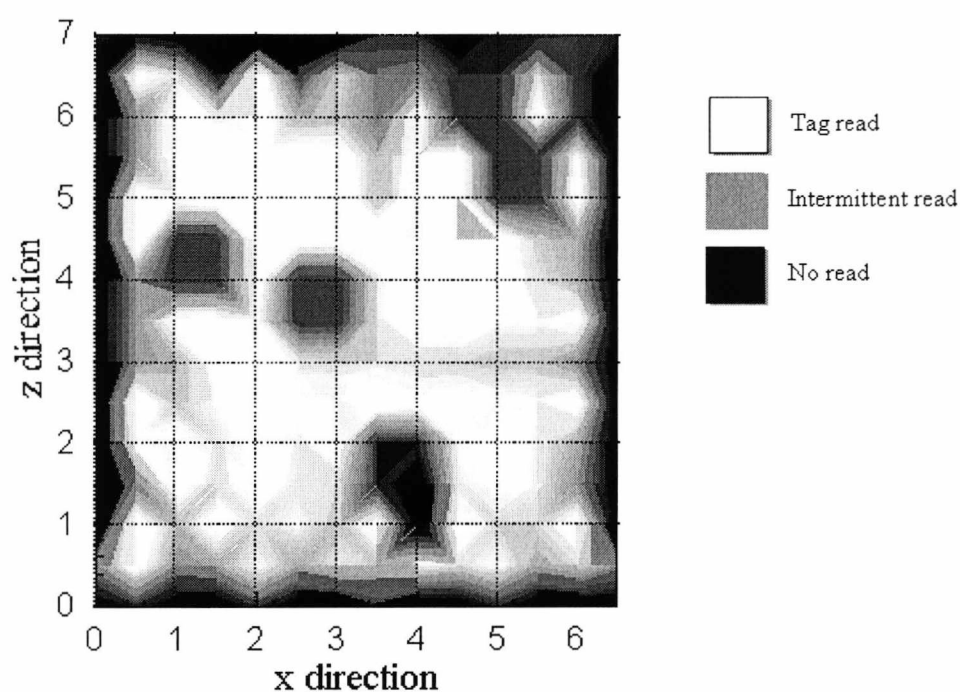 7
6
5
4
3
2
1
0
z direction
0 1 2 3 4 5 6
x direction
Tag read
Intermittent read
No read